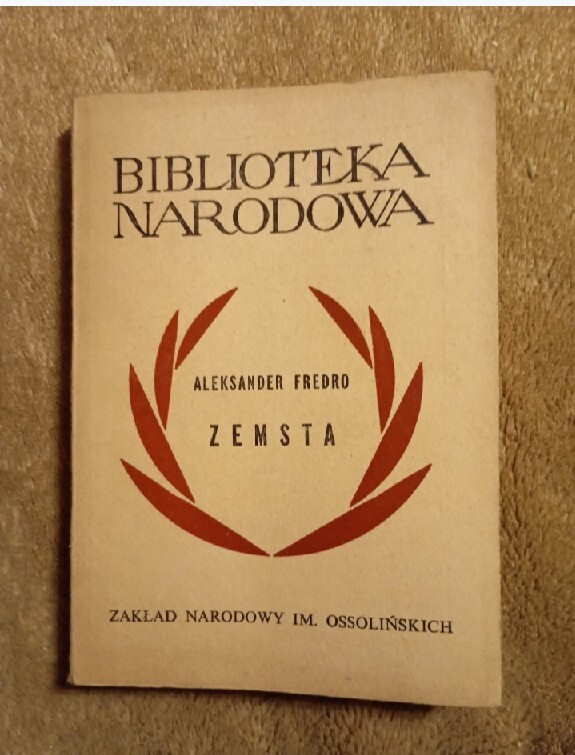 BIBLIOTEKA
NARODOWA
ALEKSANDER FREDRO
ZEMSTA
ZAKŁAD NARODOWY IM. OSSOLIŃSKICH